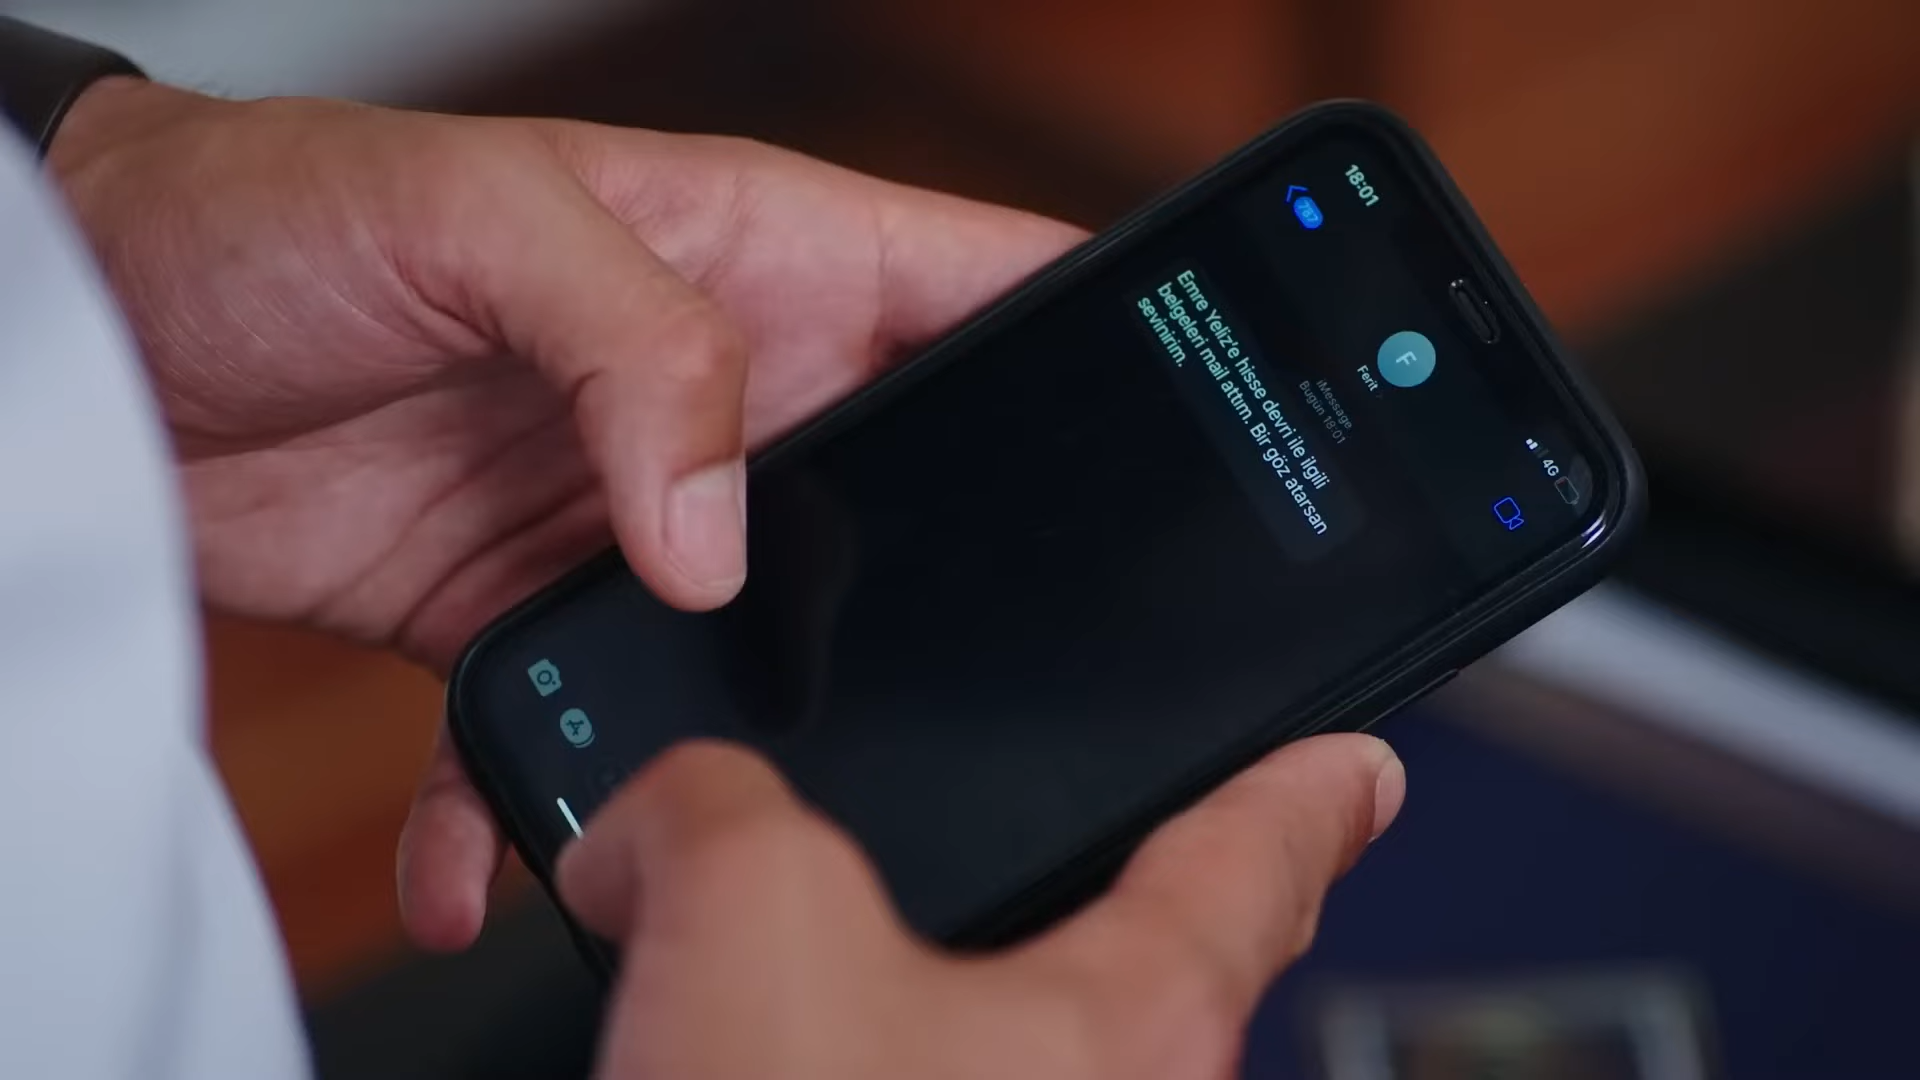 18:01
4G
787
F
Ferit
iMessage
Bugün 18:01
Emre Yeliz'e hisse devri ile ilgili
belgeleri mail attım. Bir göz atarsan
sevinirim.